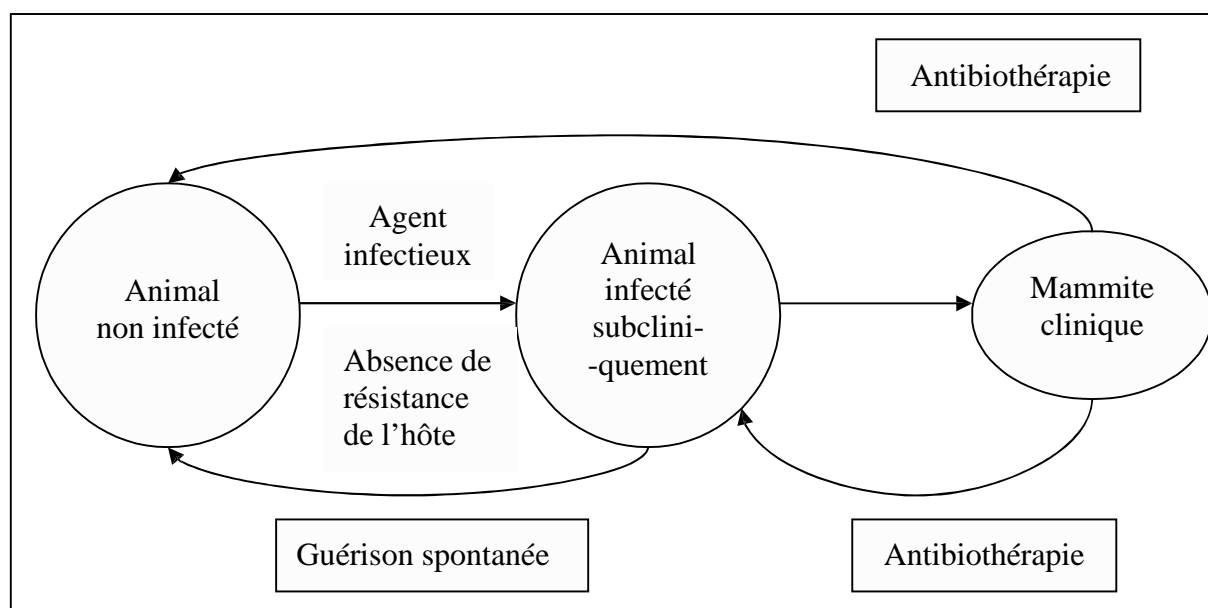 Antibiothérapie
Agent
infectieux
Animal
non infecté
Animal
infecté
subclini-
-quement
Mammite
clinique
Absence de
résistance
de l’hôte
Guérison spontanée
Antibiothérapie